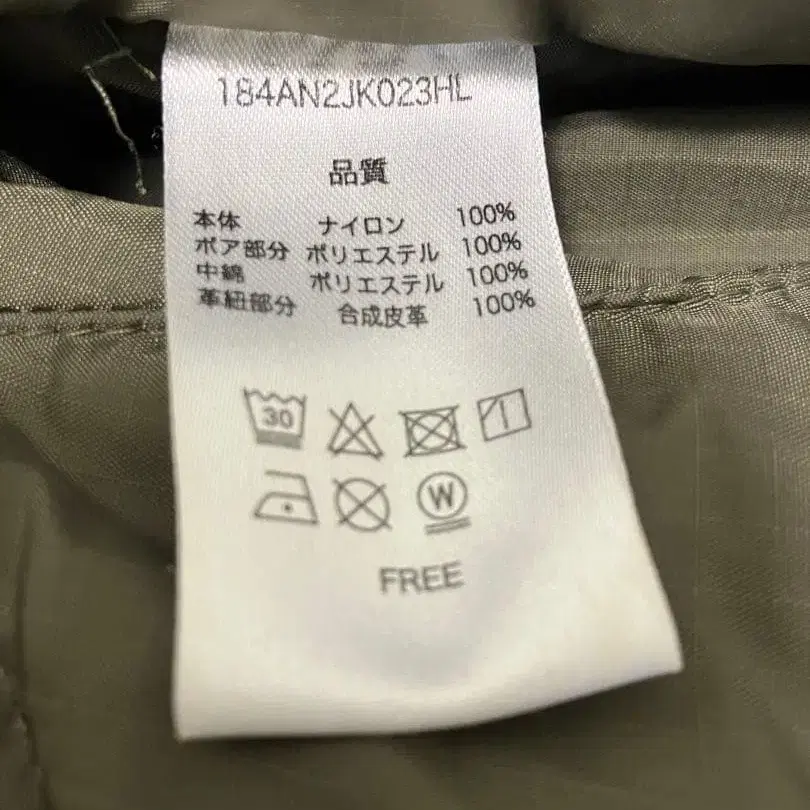 184AN2JK023HL
品質
本体 ナイロン 100%
ボア部分 ポリエステル 100%
中綿 ポリエステル 100%
革紐部分 合成皮革 100%
30
W
FREE